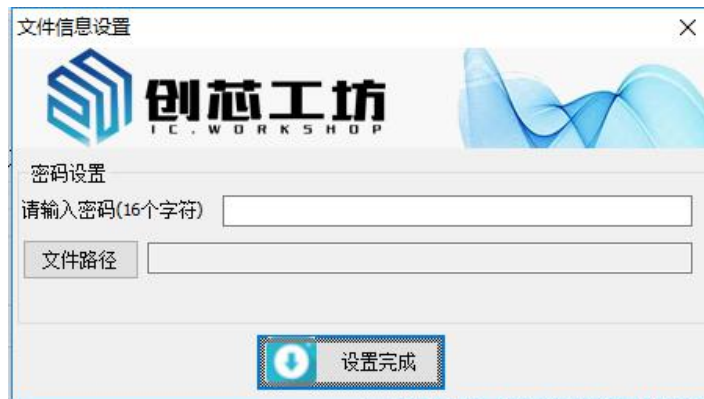 文件信息设置
创芯工坊
IC.WORKSHOP
密码设置
请输入密码(16个字符)
文件路径
设置完成